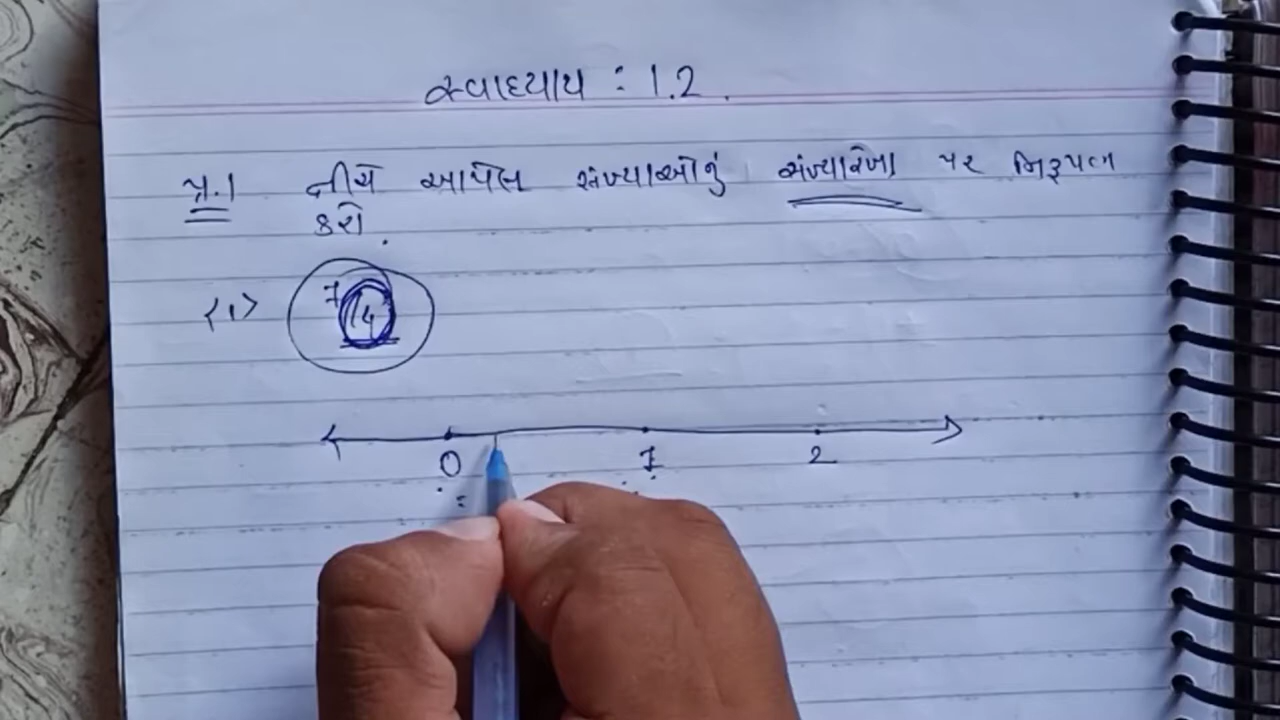 સ્વાધ્યાય : 1.2.
પ્ર.1 નીચે આપેલ સંખ્યાઓનું સંખ્યારેખા પર નિરૂપણ
કરો.
<1> 7/4
0 1 2